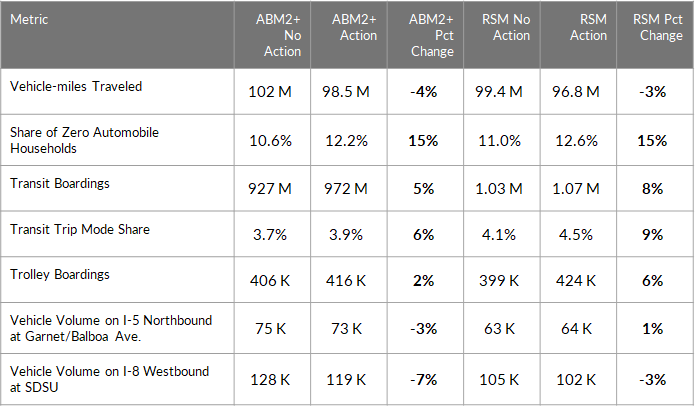 Metric ABM2+ No Action ABM2+ Action ABM2+ Pct Change RSM No Action RSM Action RSM Pct Change
Vehicle-miles Traveled 102 M 98.5 M -4% 99.4 M 96.8 M -3%
Share of Zero Automobile Households 10.6% 12.2% 15% 11.0% 12.6% 15%
Transit Boardings 927 M 972 M 5% 1.03 M 1.07 M 8%
Transit Trip Mode Share 3.7% 3.9% 6% 4.1% 4.5% 9%
Trolley Boardings 406 K 416 K 2% 399 K 424 K 6%
Vehicle Volume on I-5 Northbound at Garnet/Balboa Ave. 75 K 73 K -3% 63 K 64 K 1%
Vehicle Volume on I-8 Westbound at SDSU 128 K 119 K -7% 105 K 102 K -3%